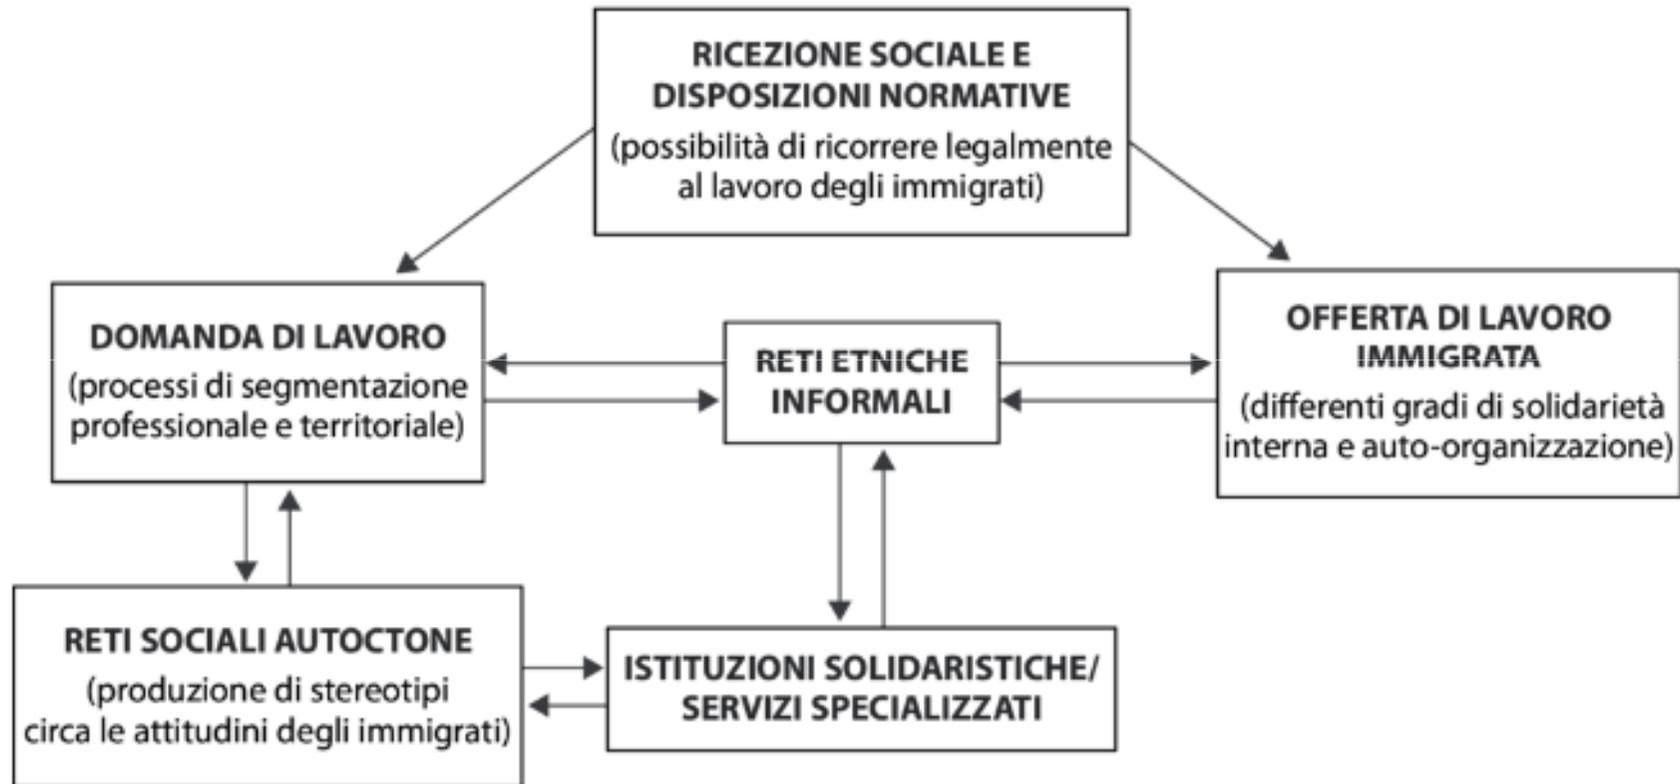 RICEZIONE SOCIALE E
DISPOSIZIONI NORMATIVE
(possibilità di ricorrere legalmente
al lavoro degli immigrati)
DOMANDA DI LAVORO
(processi di segmentazione
professionale e territoriale)
RETI ETNICHE
INFORMALI
OFFERTA DI LAVORO
IMMIGRATA
(differenti gradi di solidarietà
interna e auto-organizzazione)
RETI SOCIALI AUTOCTONE
(produzione di stereotipi
circa le attitudini degli immigrati)
ISTITUZIONI SOLIDARISTICHE/
SERVIZI SPECIALIZZATI